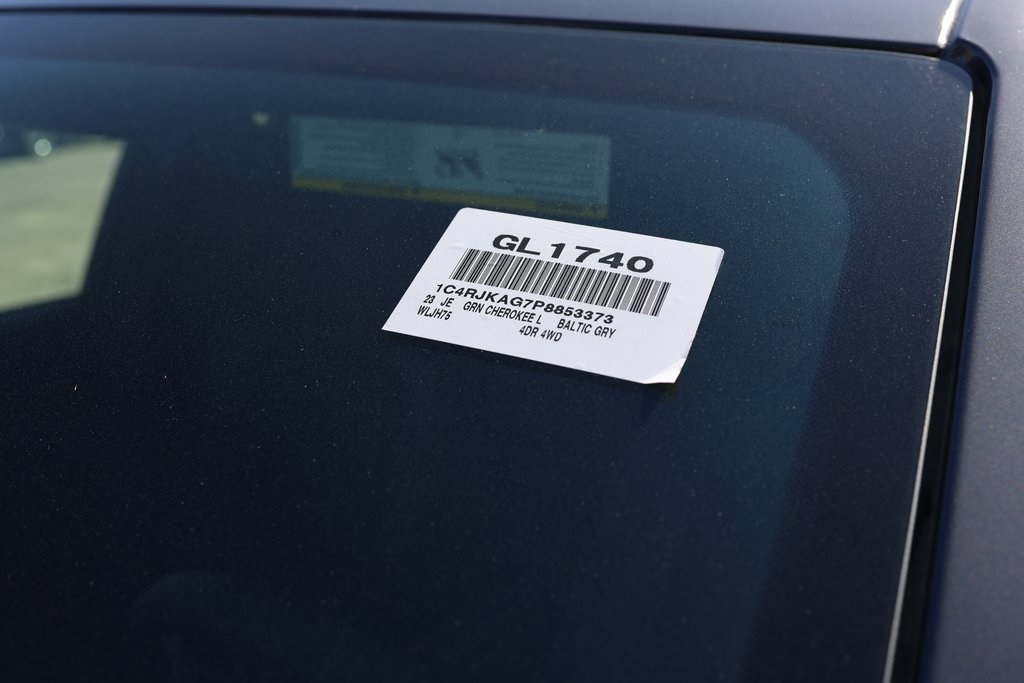 GL1740
1C4RJKAG7P8853373
23 JE GRN CHEROKEE L BALTIC GRY
WLJH75 4DR 4WD